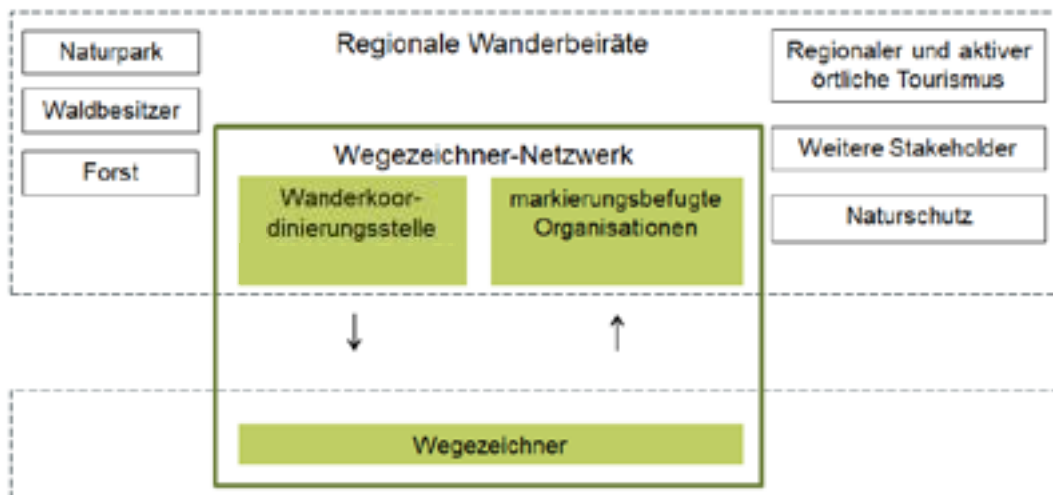 Regionale Wanderbeiräte
Naturpark
Waldbesitzer
Forst
Regionaler und aktiver
örtliche Tourismus
Weitere Stakeholder
Naturschutz
Wegezeichner-Netzwerk
Wanderkoor-
dinierungsstelle
markierungsbefugte
Organisationen
Wegezeichner